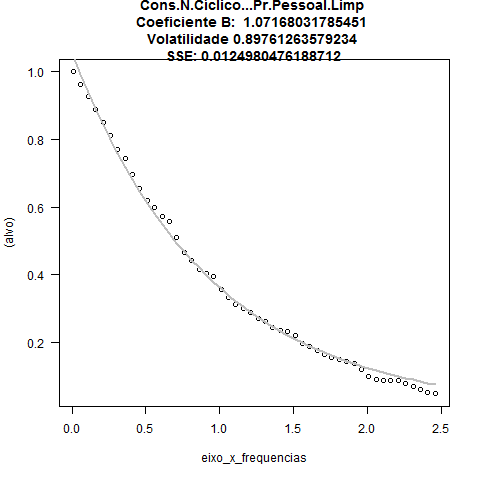 Cons.N.Ciclico...Pr.Pessoal.Limp
Coeficiente B:  1.07168031785451
Volatilidade 0.89761263579234
SSE: 0.0124980476188712
1.0
0.8
0.6
0.4
0.2
(alvo)
0.0 0.5 1.0 1.5 2.0 2.5
eixo_x_frequencias